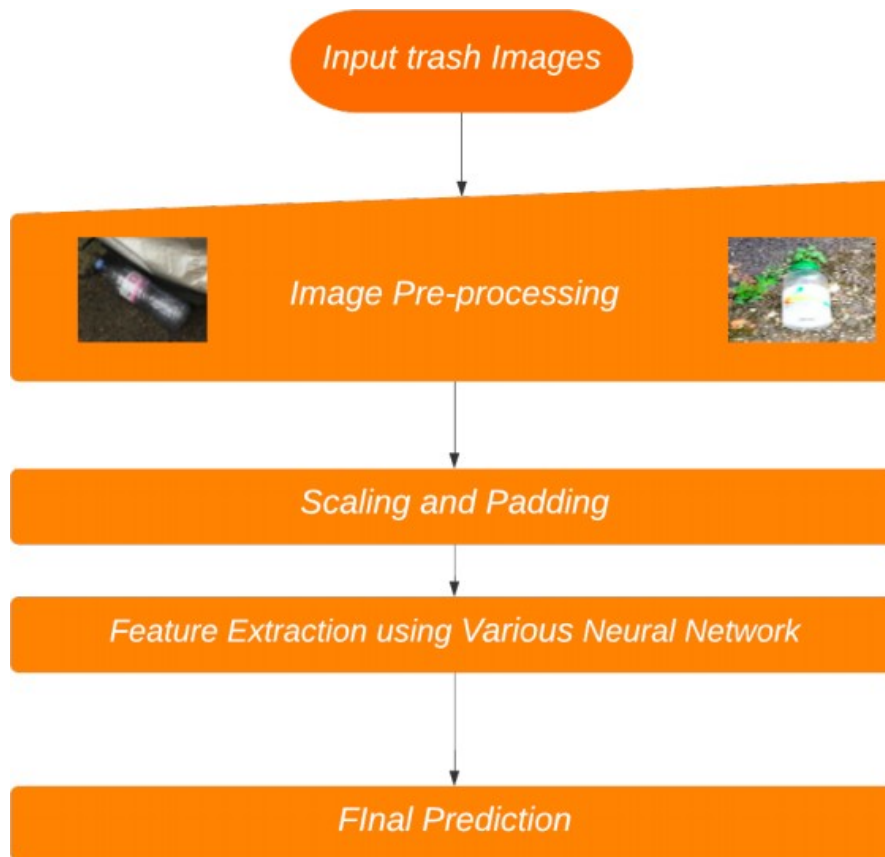 Input trash Images
Image Pre-processing
Scaling and Padding
Feature Extraction using Various Neural Network
FInal Prediction